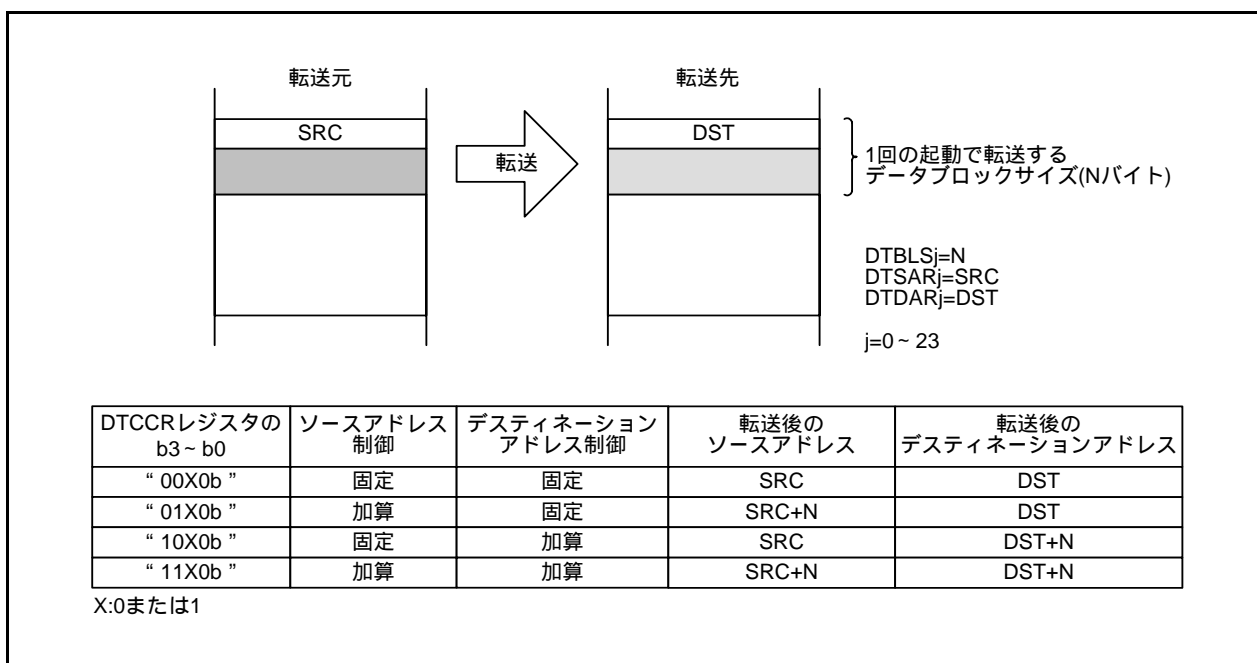 転送元
転送先
SRC
DST
転送
1回の起動で転送する
データブロックサイズ(Nバイト)
DTBLSj=N
DTSARj=SRC
DTDARj=DST
j=0~23
DTCCRレジスタの
b3~b0
ソースアドレス
制御
デスティネーション
アドレス制御
転送後の
ソースアドレス
転送後の
デスティネーションアドレス
“ 00X0b ” 固定 固定 SRC DST
“ 01X0b ” 加算 固定 SRC+N DST
“ 10X0b ” 固定 加算 SRC DST+N
“ 11X0b ” 加算 加算 SRC+N DST+N
X:0または1